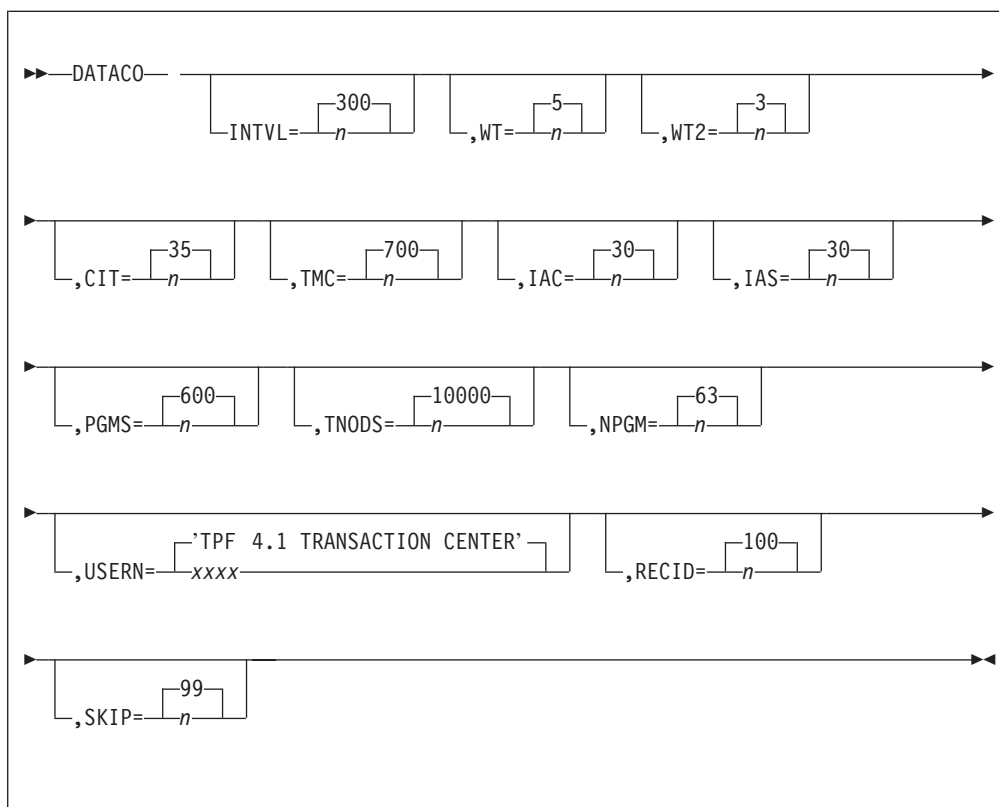 DATACO
300 5 3
INTVL= n ,WT= n ,WT2= n
35 700 30 30
,CIT= n ,TMC= n ,IAC= n ,IAS= n
600 10000 63
,PGMS= n ,TNODS= n ,NPGM= n
’TPF 4.1 TRANSACTION CENTER’ 100
,USERN= xxxx ,RECID= n
99
,SKIP= n